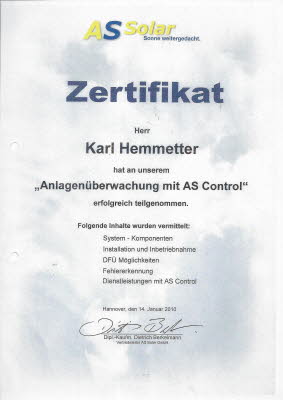 AS Solar
Sonne weitergedacht.
Zertifikat
Herr
Karl Hemmetter
hat an unserem
„Anlagenüberwachung mit AS Control“
erfolgreich teilgenommen.
Folgende Inhalte wurden vermittelt:
System - Komponenten
Installation und Inbetriebnahme
DFÜ Möglichkeiten
Fehlererkennung
Dienstleistungen mit AS Control
Hannover, den 14. Januar 2010
Dipl.-Kaufm. Dietrich Berkelmann